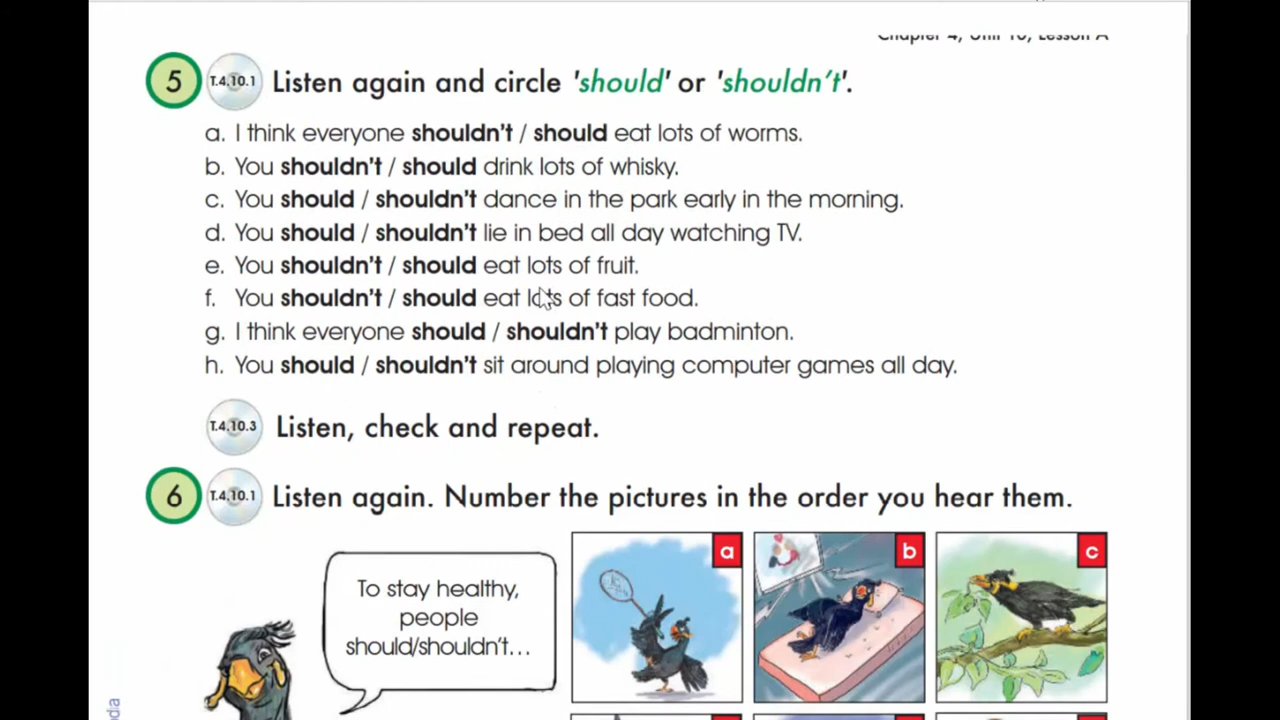 Chapter 4, Unit 10, Lesson A
5 T.4.10.1 Listen again and circle 'should' or 'shouldn't'.
a. I think everyone shouldn't / should eat lots of worms.
b. You shouldn't / should drink lots of whisky.
c. You should / shouldn't dance in the park early in the morning.
d. You should / shouldn't lie in bed all day watching TV.
e. You shouldn't / should eat lots of fruit.
f. You shouldn't / should eat lots of fast food.
g. I think everyone should / shouldn't play badminton.
h. You should / shouldn't sit around playing computer games all day.
T.4.10.3 Listen, check and repeat.
6 T.4.10.1 Listen again. Number the pictures in the order you hear them.
To stay healthy,
people
should/shouldn't...
a
b
c